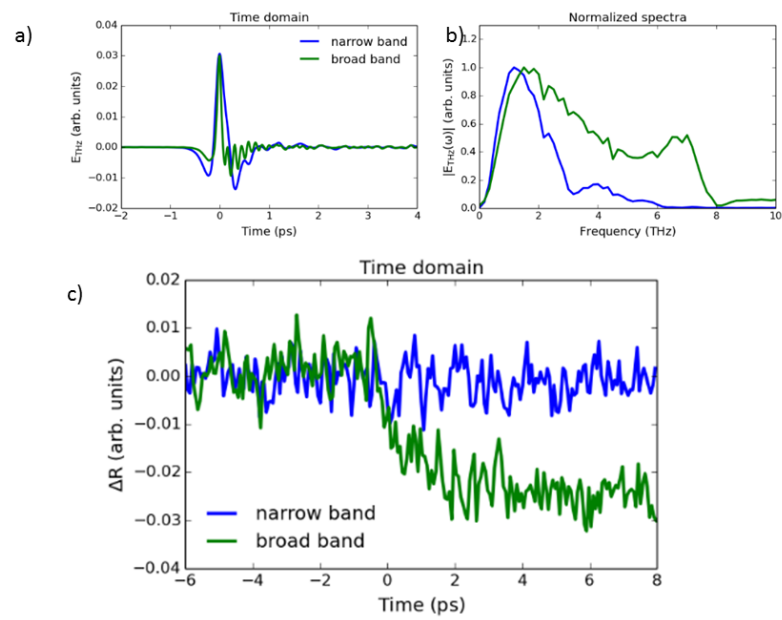 a)
Time domain
E_THz (arb. units)
0.04
0.03
0.02
0.01
0.00
−0.01
−0.02
narrow band
broad band
−2
−1
0
1
2
3
4
Time (ps)
b)
Normalized spectra
|E_THz(ω)| (arb. units)
1.2
1.0
0.8
0.6
0.4
0.2
0.0
0
2
4
6
8
10
Frequency (THz)
c)
Time domain
ΔR (arb. units)
0.02
0.01
0.00
−0.01
−0.02
−0.03
−0.04
narrow band
broad band
−6
−4
−2
0
2
4
6
8
Time (ps)